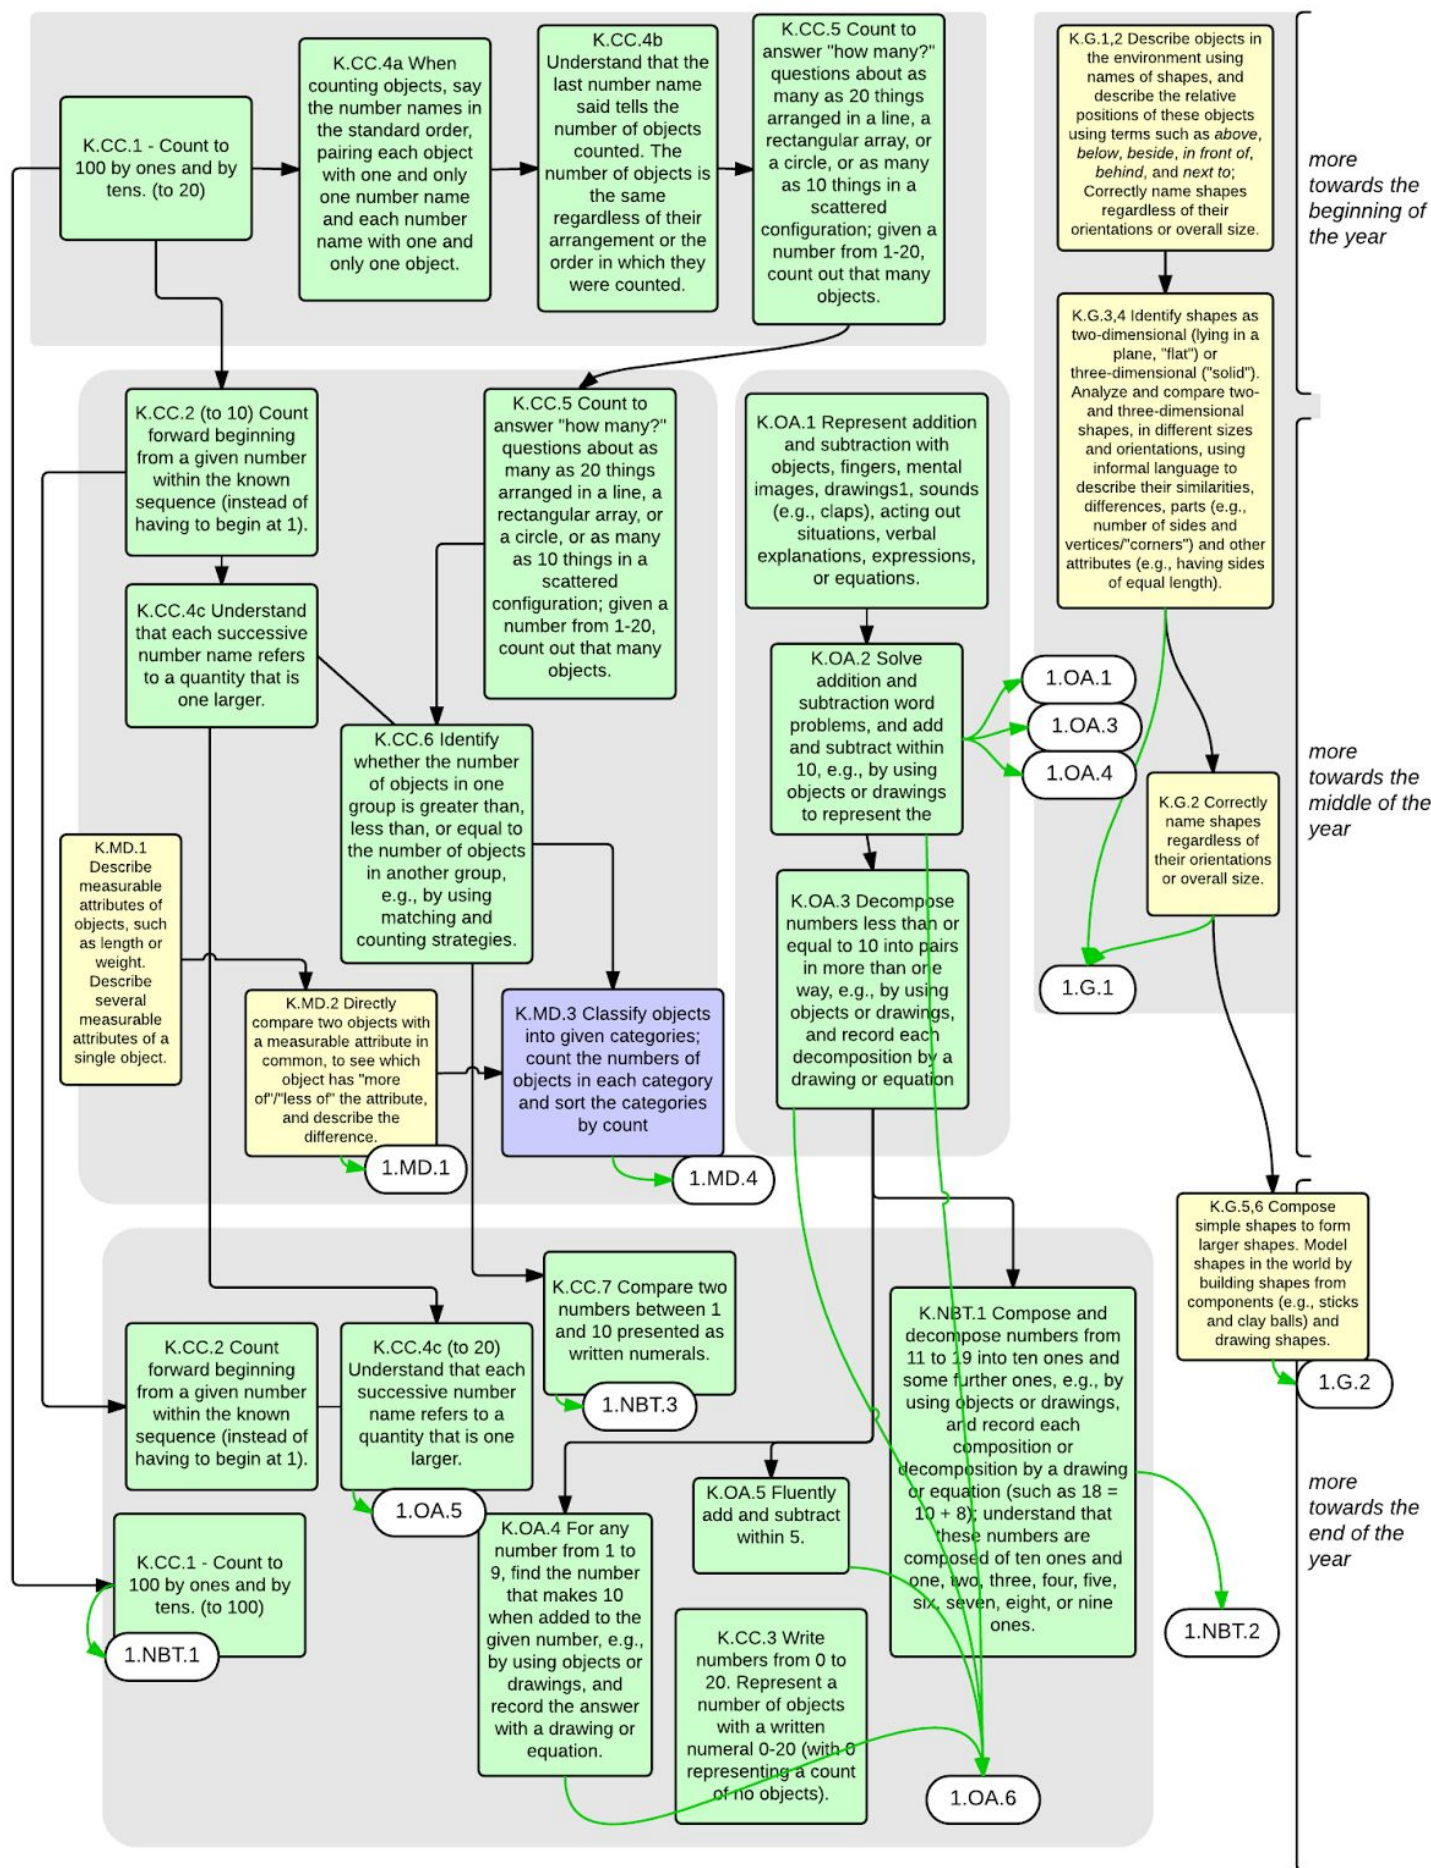 K.CC.1 - Count to
100 by ones and by
tens. (to 20)
K.CC.4a When
counting objects, say
the number names in
the standard order,
pairing each object
with one and only
one number name
and each number
name with one and
only one object.
K.CC.4b
Understand that the
last number name
said tells the
number of objects
counted. The
number of objects is
the same
regardless of their
arrangement or the
order in which they
were counted.
K.CC.5 Count to
answer "how many?"
questions about as
many as 20 things
arranged in a line, a
rectangular array, or
a circle, or as many
as 10 things in a
scattered
configuration; given
a number from 1-20,
count out that many
objects.
K.G.1,2 Describe objects in
the environment using
names of shapes, and
describe the relative
positions of these objects
using terms such as above,
below, beside, in front of,
behind, and next to;
Correctly name shapes
regardless of their
orientations or overall size.
more
towards the
beginning of
the year
K.G.3,4 Identify shapes as
two-dimensional (lying in a
plane, "flat") or
three-dimensional ("solid").
Analyze and compare two-
and three-dimensional
shapes, in different sizes
and orientations, using
informal language to
describe their similarities,
differences, parts (e.g.,
number of sides and
vertices/"corners") and other
attributes (e.g., having sides
of equal length).
K.CC.2 (to 10) Count
forward beginning
from a given number
within the known
sequence (instead of
having to begin at 1).
K.CC.5 Count to
answer "how many?"
questions about as
many as 20 things
arranged in a line, a
rectangular array, or
a circle, or as many
as 10 things in a
scattered
configuration; given a
number from 1-20,
count out that many
objects.
K.OA.1 Represent addition
and subtraction with
objects, fingers, mental
images, drawings1, sounds
(e.g., claps), acting out
situations, verbal
explanations, expressions,
or equations.
K.CC.4c Understand
that each successive
number name refers
to a quantity that is
one larger.
K.OA.2 Solve
addition and
subtraction word
problems, and add
and subtract within
10, e.g., by using
objects or drawings
to represent the
1.OA.1
1.OA.3
1.OA.4
K.CC.6 Identify
whether the number
of objects in one
group is greater than,
less than, or equal to
the number of objects
in another group,
e.g., by using
matching and
counting strategies.
K.G.2 Correctly
name shapes
regardless of
their orientations
or overall size.
more
towards the
middle of the
year
K.MD.1
Describe
measurable
attributes of
objects, such
as length or
weight.
Describe
several
measurable
attributes of a
single object.
K.OA.3 Decompose
numbers less than or
equal to 10 into pairs
in more than one
way, e.g., by using
objects or drawings,
and record each
decomposition by a
drawing or equation
1.G.1
K.MD.2 Directly
compare two objects with
a measurable attribute in
common, to see which
object has "more
of"/"less of" the attribute,
and describe the
difference.
1.MD.1
K.MD.3 Classify objects
into given categories;
count the numbers of
objects in each category
and sort the categories
by count
1.MD.4
K.G.5,6 Compose
simple shapes to form
larger shapes. Model
shapes in the world by
building shapes from
components (e.g., sticks
and clay balls) and
drawing shapes.
1.G.2
K.CC.7 Compare two
numbers between 1
and 10 presented as
written numerals.
1.NBT.3
K.NBT.1 Compose and
decompose numbers from
11 to 19 into ten ones and
some further ones, e.g., by
using objects or drawings,
and record each
composition or
decomposition by a drawing
or equation (such as 18 =
10 + 8); understand that
these numbers are
composed of ten ones and
one, two, three, four, five,
six, seven, eight, or nine
ones.
K.CC.2 Count
forward beginning
from a given number
within the known
sequence (instead of
having to begin at 1).
K.CC.4c (to 20)
Understand that each
successive number
name refers to a
quantity that is one
larger.
1.OA.5
K.OA.5 Fluently
add and subtract
within 5.
more
towards the
end of the
year
K.CC.1 - Count to
100 by ones and by
tens. (to 100)
1.NBT.1
K.OA.4 For any
number from 1 to
9, find the number
that makes 10
when added to the
given number, e.g.,
by using objects or
drawings, and
record the answer
with a drawing or
equation.
K.CC.3 Write
numbers from 0 to
20. Represent a
number of objects
with a written
numeral 0-20 (with 0
representing a count
of no objects).
1.NBT.2
1.OA.6